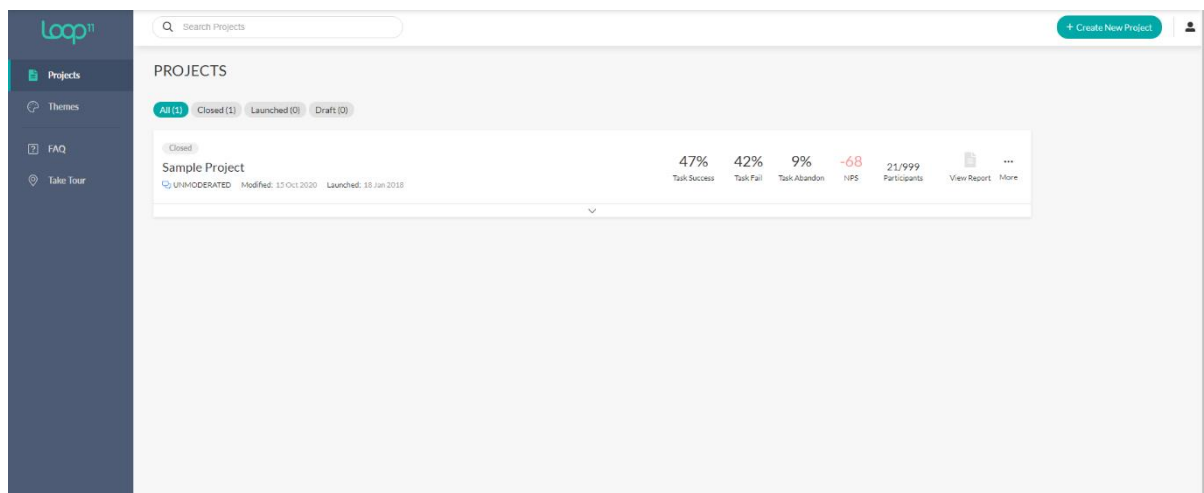 Loop11
Search Projects
+ Create New Project
Projects
Themes
FAQ
Take Tour
PROJECTS
All (1) Closed (1) Launched (0) Draft (0)
Closed
Sample Project
UNMODERATED Modified: 15 Oct 2020 Launched: 18 Jan 2018
47% 42% 9% -68 21/999
Task Success Task Fail Task Abandon NPS Participants View Report More